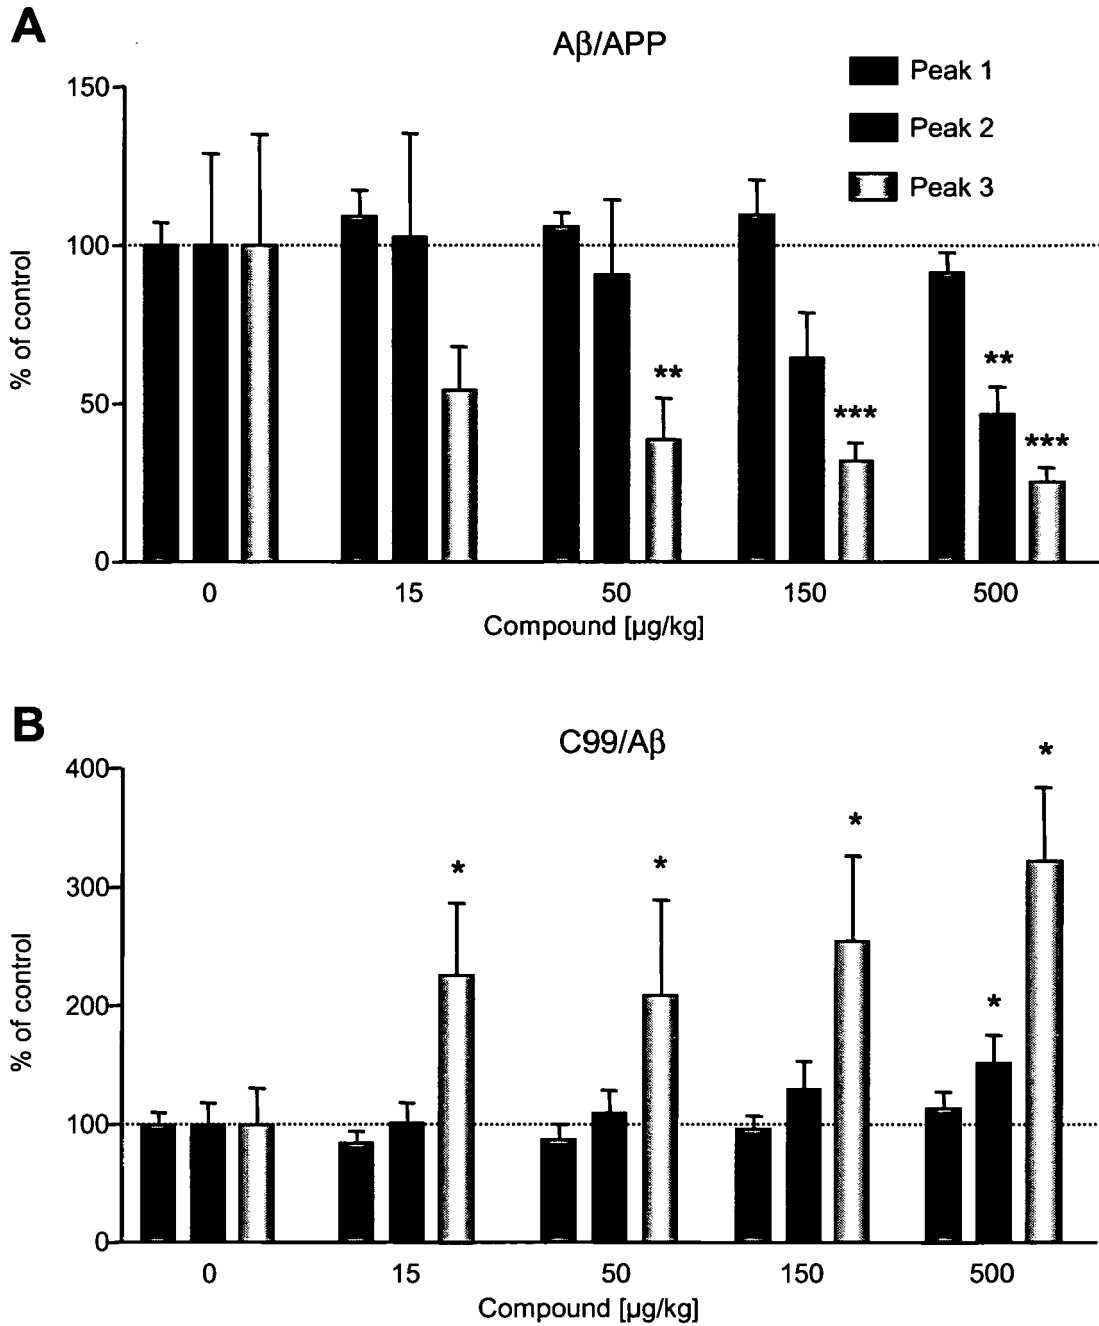 A
Aβ/APP
Peak 1
Peak 2
Peak 3
150
100
50
0
% of control
**
***
**
***
0 15 50 150 500
Compound [µg/kg]
B
C99/Aβ
400
300
200
100
0
% of control
*
*
*
*
*
0 15 50 150 500
Compound [µg/kg]